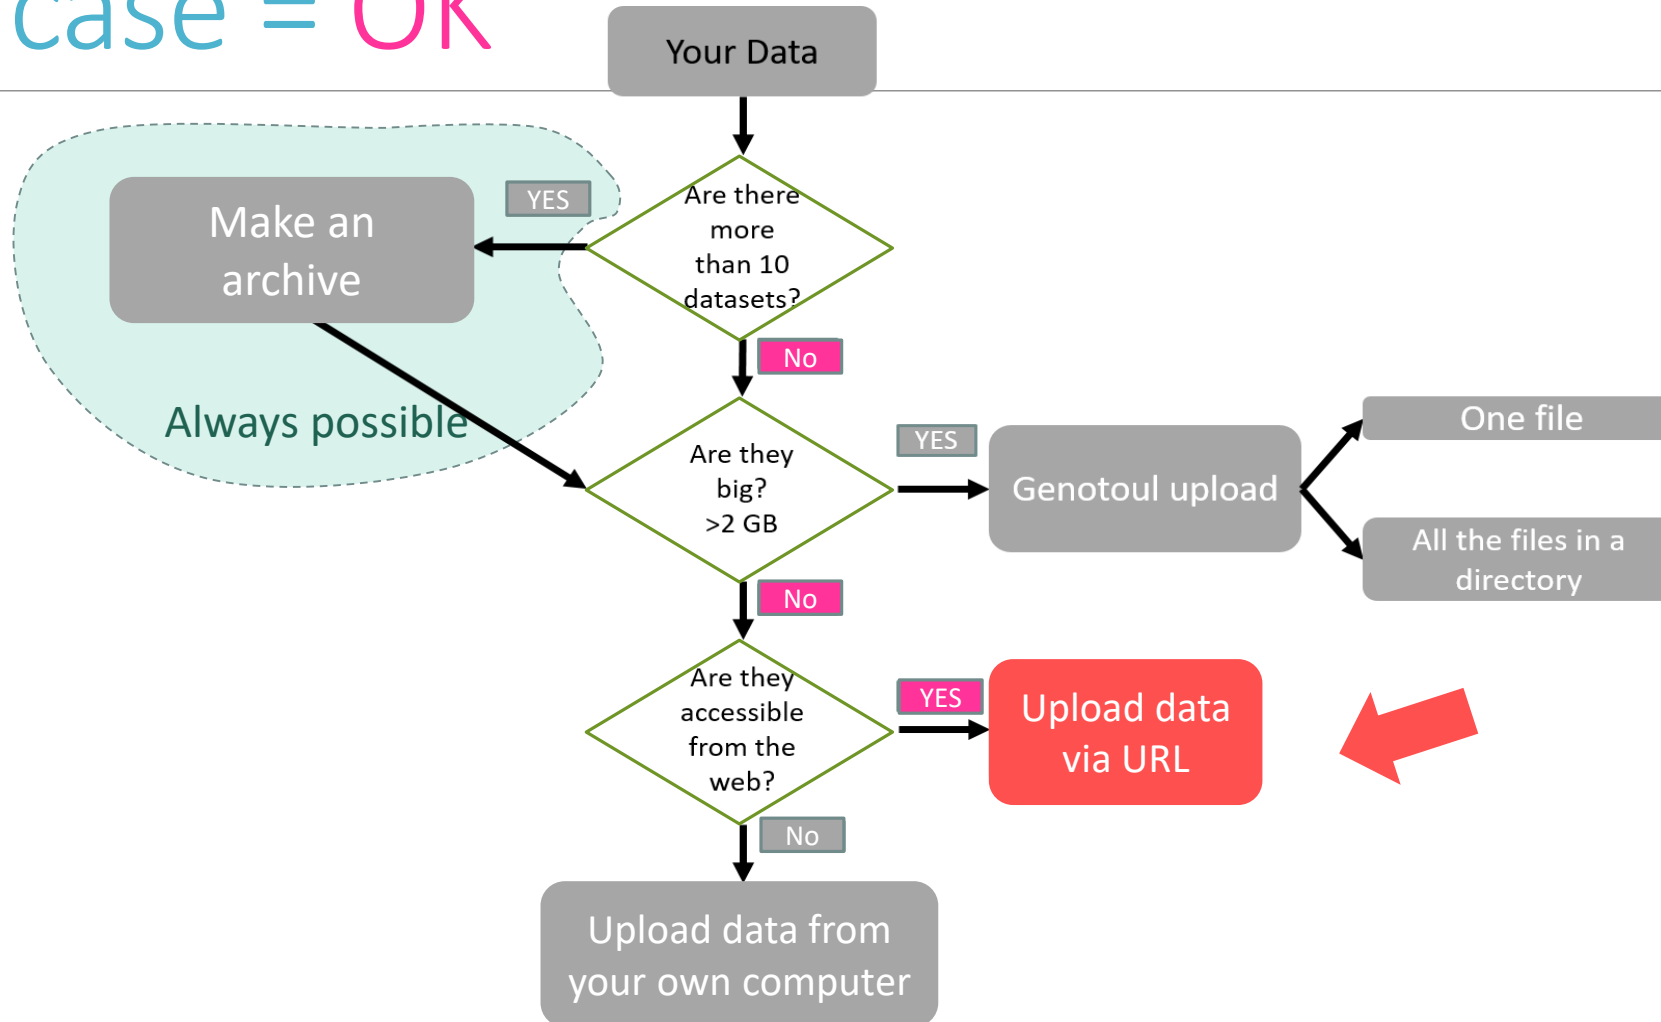 case = OK
Your Data
Are there
more
than 10
datasets?
YES
Make an
archive
Always possible
No
Are they
big?
>2 GB
YES
Genotoul upload
One file
All the files in a
directory
No
Are they
accessible
from the
web?
YES
Upload data
via URL
No
Upload data from
your own computer